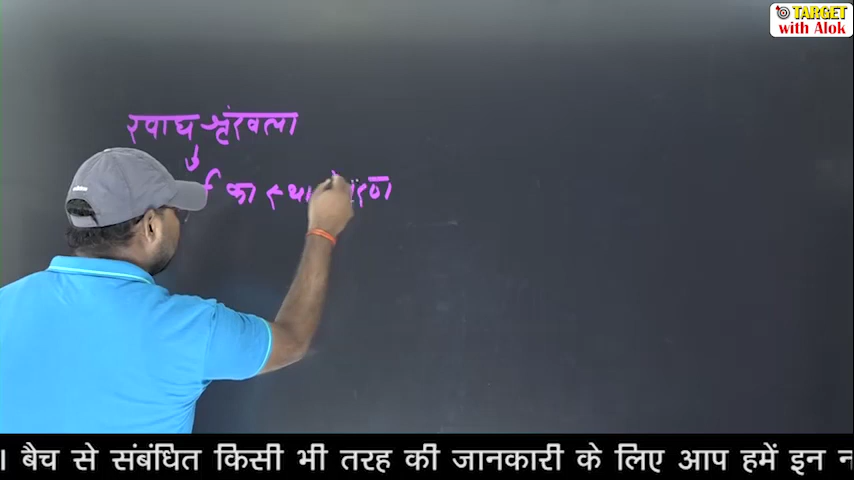 TARGET
with Alok
खाघ श्रृंखला
का स्था
। बैच से संबंधित किसी भी तरह की जानकारी के लिए आप हमें इन न